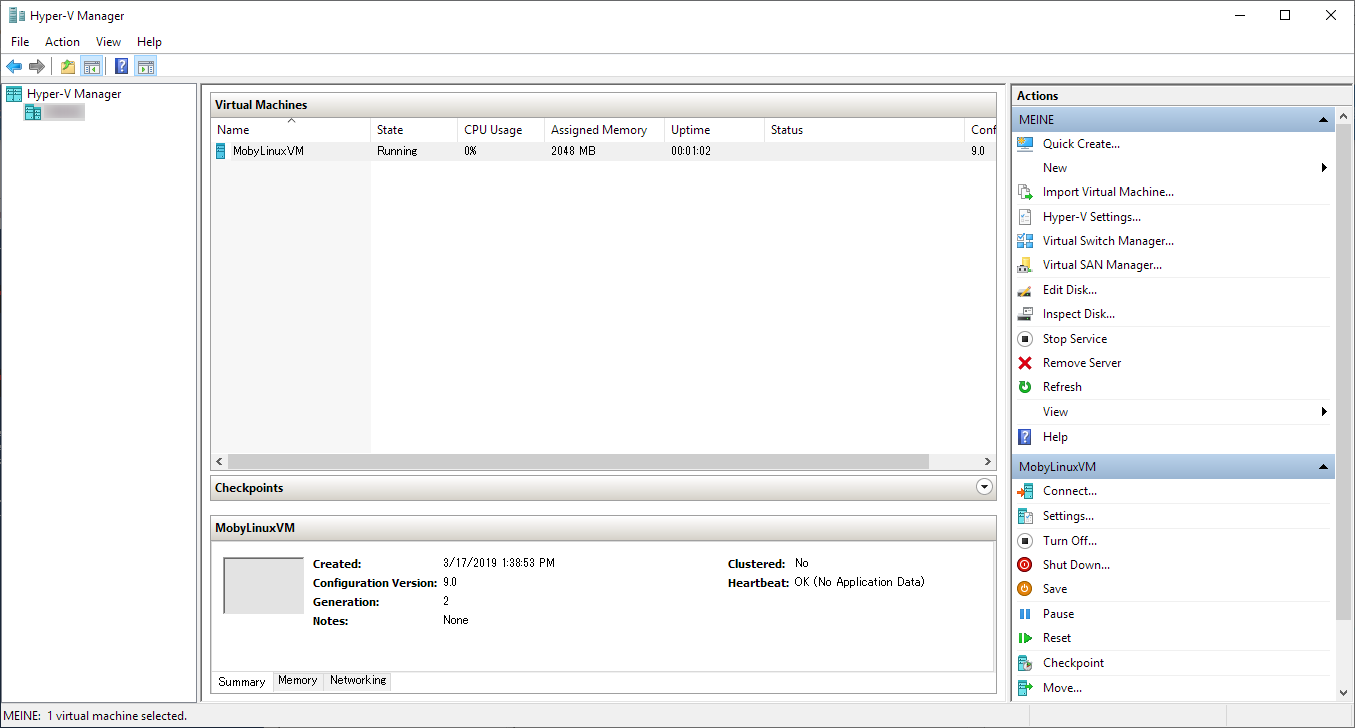 Hyper-V Manager
File Action View Help
Hyper-V Manager
Virtual Machines
Name State CPU Usage Assigned Memory Uptime Status Conf
MobyLinuxVM Running 0% 2048 MB 00:01:02 9.0
Checkpoints
MobyLinuxVM
Created: 3/17/2019 1:38:53 PM Clustered: No
Configuration Version: 9.0 Heartbeat: OK (No Application Data)
Generation: 2
Notes: None
Summary Memory Networking
Actions
MEINE
Quick Create...
New
Import Virtual Machine...
Hyper-V Settings...
Virtual Switch Manager...
Virtual SAN Manager...
Edit Disk...
Inspect Disk...
Stop Service
Remove Server
Refresh
View
Help
MobyLinuxVM
Connect...
Settings...
Turn Off...
Shut Down...
Save
Pause
Reset
Checkpoint
Move...
MEINE: 1 virtual machine selected.